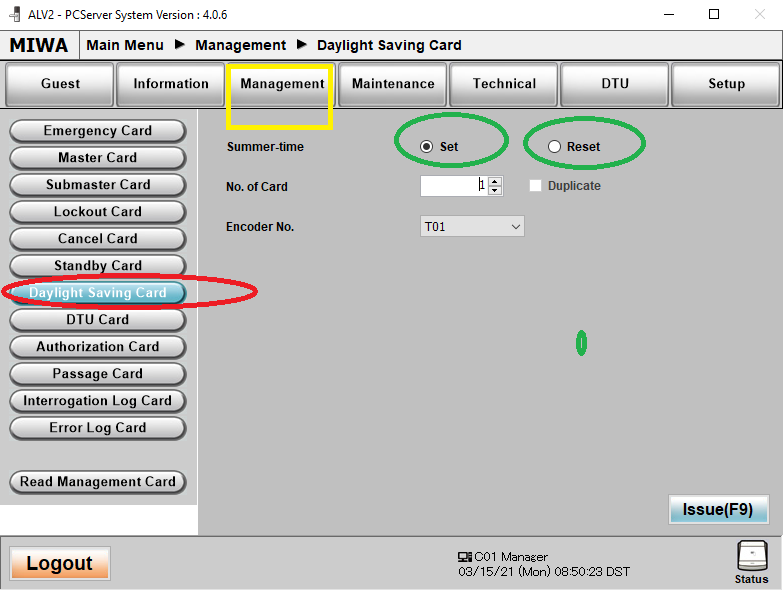 ALV2 - PCServer System Version : 4.0.6
MIWA Main Menu ▶ Management ▶ Daylight Saving Card
Guest Information Management Maintenance Technical DTU Setup
Emergency Card
Master Card
Submaster Card
Lockout Card
Cancel Card
Standby Card
Daylight Saving Card
DTU Card
Authorization Card
Passage Card
Interrogation Log Card
Error Log Card
Read Management Card
Summer-time Set Reset
No. of Card 1 Duplicate
Encoder No. T01
Issue(F9)
Logout
C01 Manager
03/15/21 (Mon) 08:50:23 DST
Status